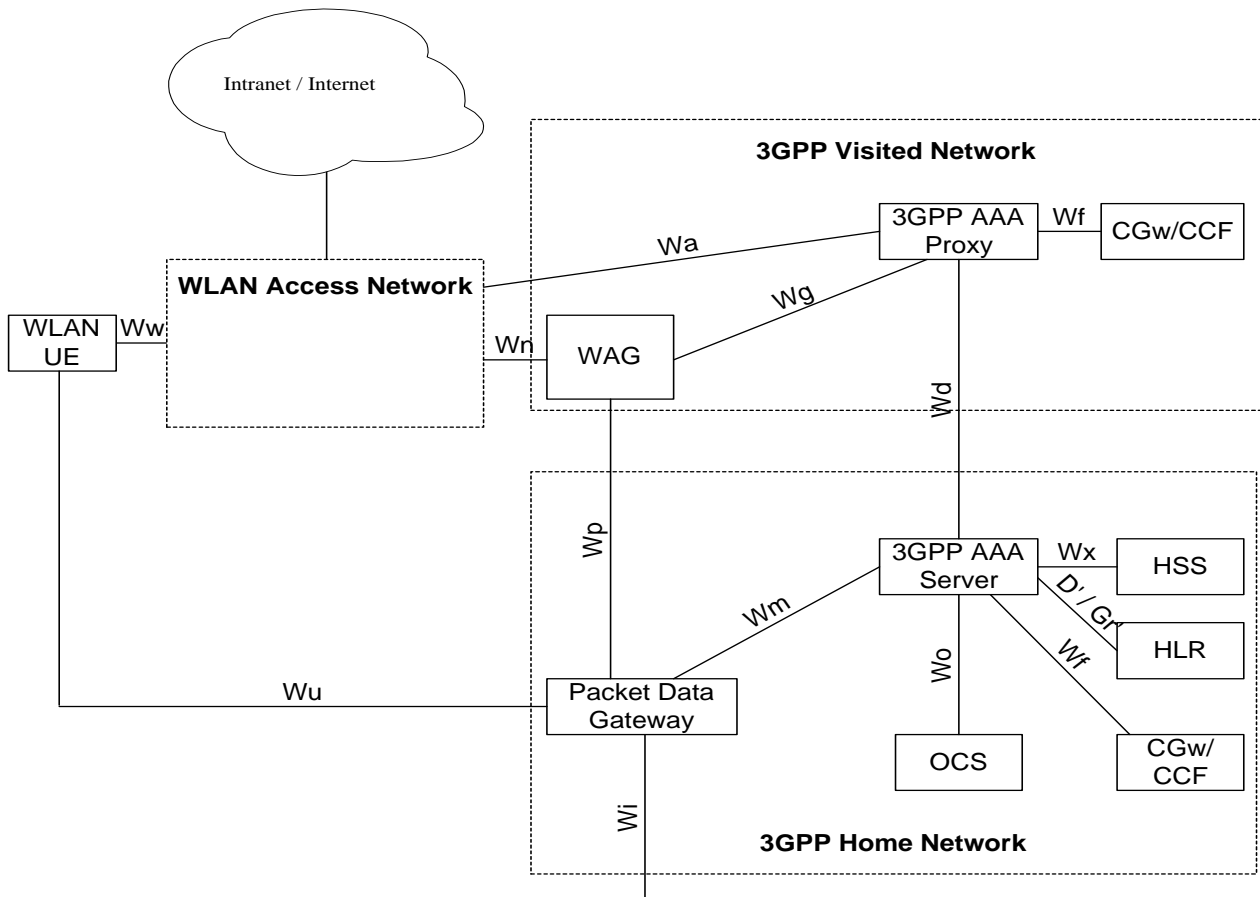 Intranet / Internet
3GPP Visited Network
3GPP AAA
Proxy
Wf
CGw/CCF
Wa
WLAN Access Network
Wg
WLAN
UE
Ww
Wn
WAG
Wd
Wp
3GPP AAA
Server
Wx
HSS
D' / Gr'
HLR
Wm
Wo
Wf
Wu
Packet Data
Gateway
OCS
CGw/
CCF
Wi
3GPP Home Network